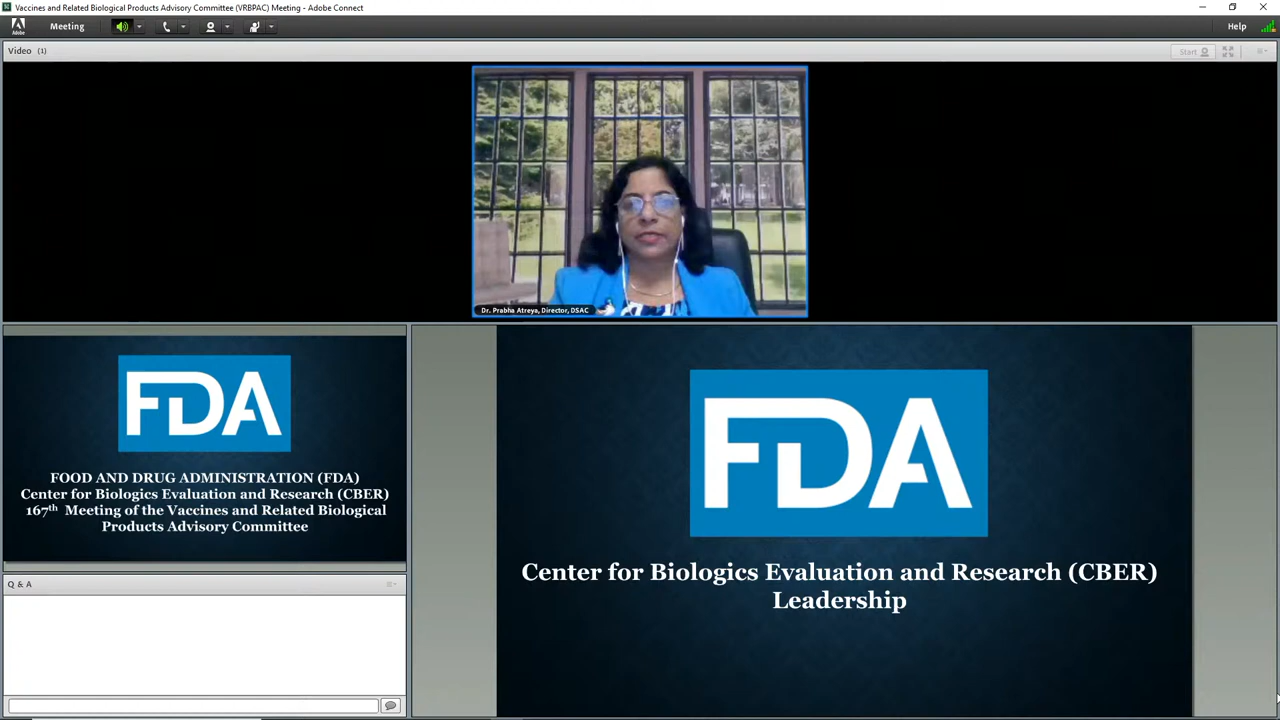 Vaccines and Related Biological Products Advisory Committee (VRBPAC) Meeting - Adobe Connect
Adobe
Meeting
Help
Video (1)
Start
Dr. Prabha Atreya, Director, DSAC
FDA
FOOD AND DRUG ADMINISTRATION (FDA)
Center for Biologics Evaluation and Research (CBER)
167th Meeting of the Vaccines and Related Biological
Products Advisory Committee
Q & A
FDA
Center for Biologics Evaluation and Research (CBER)
Leadership